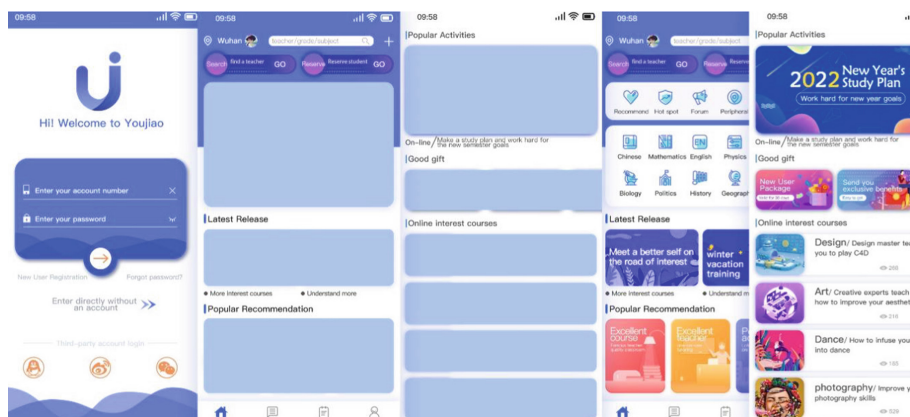 09:58
Hi! Welcome to Youjiao
Enter your account number
Enter your password
New User Registration
Forgot password?
Enter directly without
an account
Third-party account login
09:58
Wuhan
teacher/grade/subject
Search
find a teacher
GO
Reserve
Reserve student
GO
Latest Release
More Interest courses
Understand more
Popular Recommendation
09:58
Popular Activities
On-line/Make a study plan and work hard for
the new semester goals
Good gift
Online interest courses
09:58
Wuhan
teacher/grade/subject
Search
find a teacher
GO
Reserve
Recommend
Hot spot
Forum
Peripheral
Chinese
Mathematics
English
Physics
Biology
Politics
History
Geograph
Latest Release
Meet a better self on
the road of interest
winter
vacation
training
More Interest courses
Understand m
Popular Recommendation
Excellent
course
Excellent
teacher
09:58
Popular Activities
2022 New Year's
Study Plan
Work hard for new year goals
On-line/Make a study plan and work hard for
the new semester goals
Good gift
New User
Package
Send you
exclusive benefits
Online interest courses
Design/ Design master tea
you to play C4D
266
Art/ Creative experts teach
how to improve your aesthet
316
Dance/ How to infuse you
into dance
185
photography/ Improve y
photography skills
529